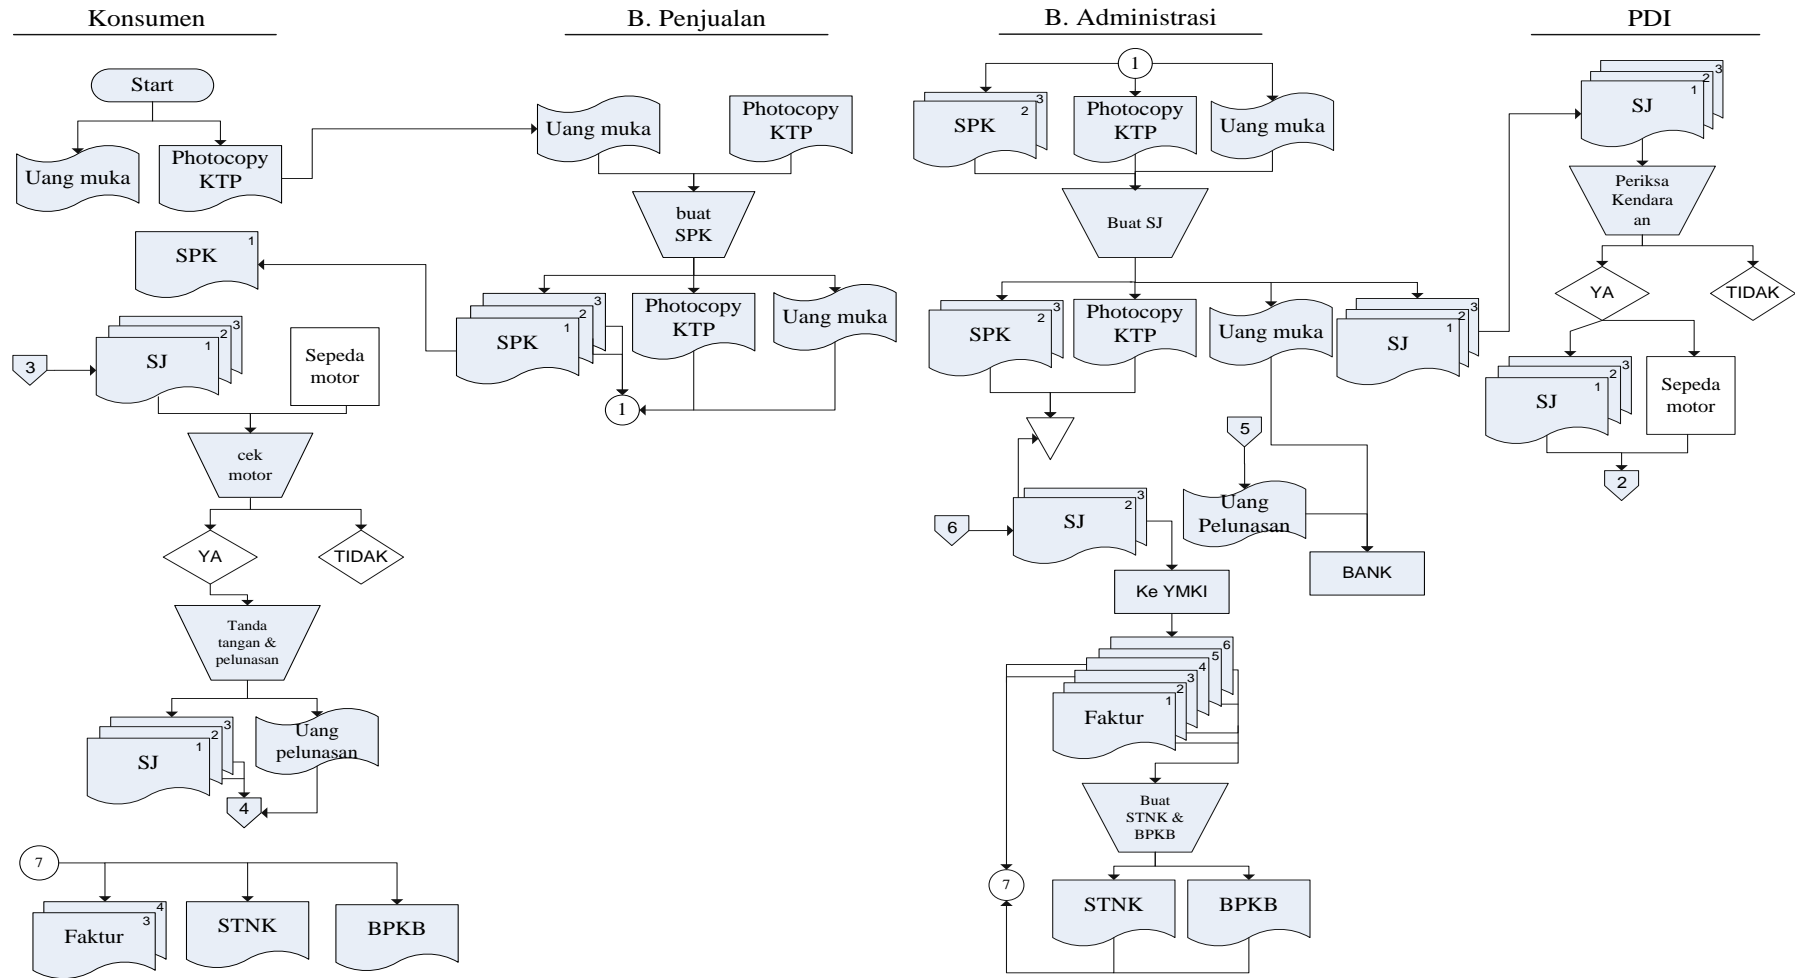 Konsumen
B. Penjualan
B. Administrasi
PDI
Start
Uang muka
Photocopy
KTP
SPK
1
3
SJ
1
2
3
Sepeda
motor
cek
motor
YA
TIDAK
Tanda
tangan &
pelunasan
SJ
1
2
3
Uang
pelunasan
4
7
Faktur
3
4
STNK
BPKB
Uang muka
Photocopy
KTP
buat
SPK
SPK
1
2
3
Photocopy
KTP
Uang muka
1
1
SPK
2
3
Photocopy
KTP
Uang muka
Buat SJ
SPK
2
3
Photocopy
KTP
Uang muka
SJ
1
2
3
5
6
SJ
2
3
Uang
Pelunasan
BANK
Ke YMKI
Faktur
1
2
3
4
5
6
Buat
STNK &
BPKB
7
STNK
BPKB
SJ
1
2
3
Periksa
Kendara
an
YA
TIDAK
SJ
1
2
3
Sepeda
motor
2